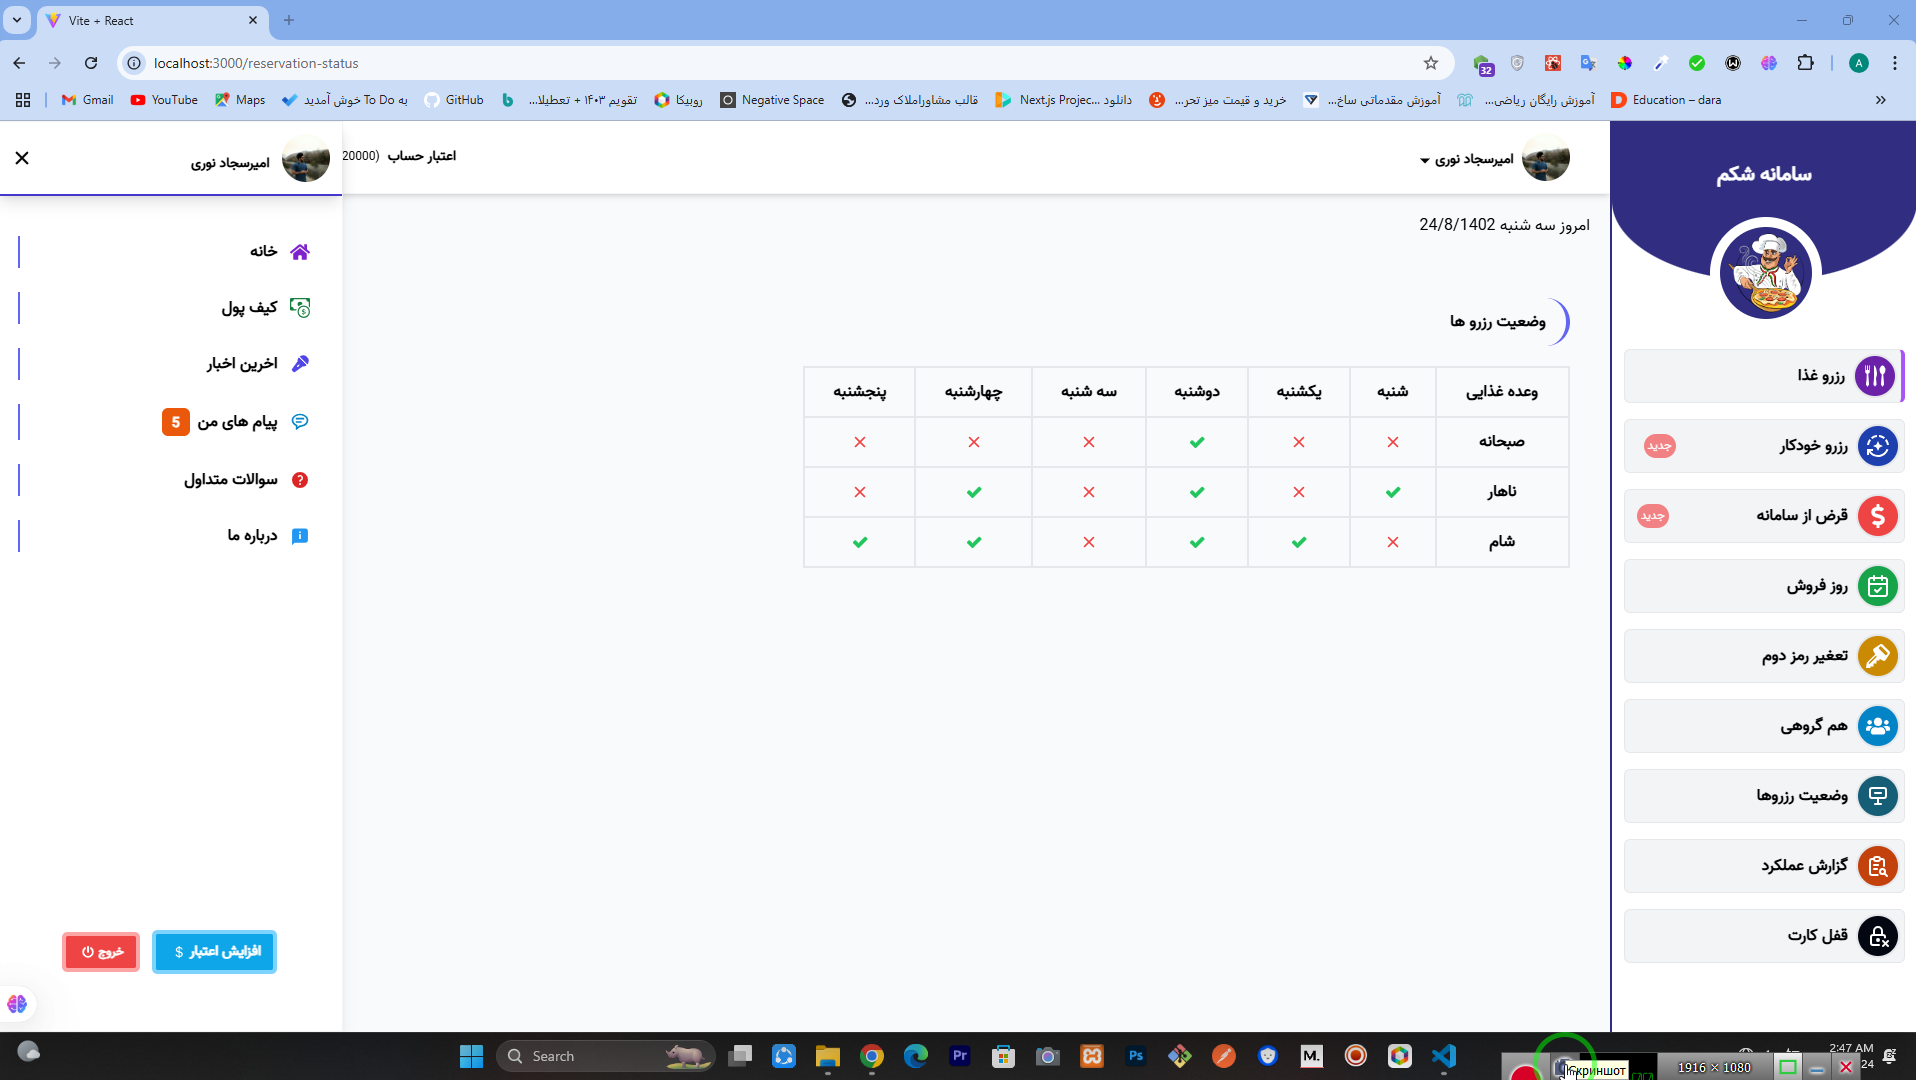 Vite + React
localhost:3000/reservation-status
32
A
Gmail
YouTube
Maps
به To Do خوش آمدید
GitHub
تقویم ۱۴۰۳ + تعطیلا...
روبیکا
Negative Space
قالب مشاوراملاک ورد...
دانلود Next.js Projec...
خرید و قیمت میز تحر...
آموزش مقدماتی ساخ...
آموزش رایگان ریاضی...
Education – dara
سامانه شکم
رزرو غذا
رزرو خودکار
جدید
قرض از سامانه
جدید
روز فروش
تعغیر رمز دوم
هم گروهی
وضعیت رزروها
گزارش عملکرد
قفل کارت
امیرسجاد نوری
اعتبار حساب (20000
امروز سه شنبه 24/8/1402
وضعیت رزرو ها
وعده غذایی شنبه یکشنبه دوشنبه سه شنبه چهارشنبه پنجشنبه
صبحانه
ناهار
شام
امیرسجاد نوری
خانه
کیف پول
اخرین اخبار
پیام های من 5
سوالات متداول
درباره ما
افزایش اعتبار $
خروج
Search
Pr
Ps
M.
2:47 AM
24
Скриншот
1916 × 1080